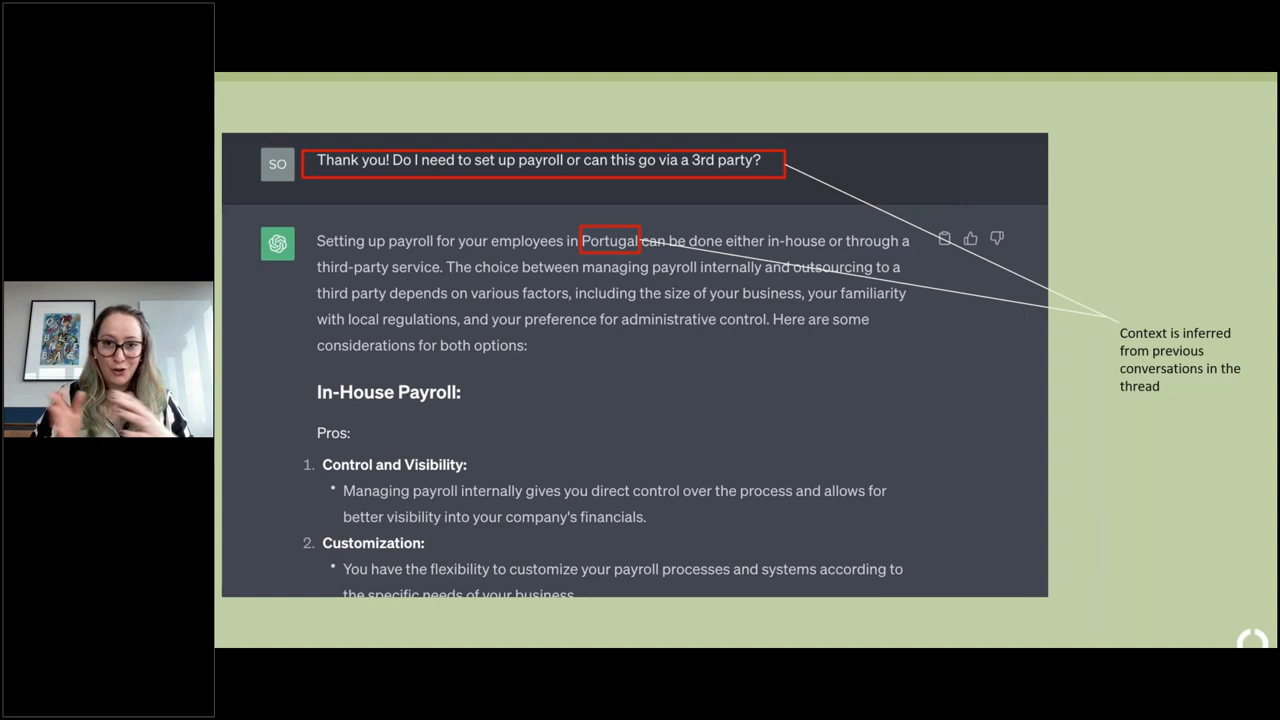 SO
Thank you! Do I need to set up payroll or can this go via a 3rd party?
Setting up payroll for your employees in Portugal can be done either in-house or through a
third-party service. The choice between managing payroll internally and outsourcing to a
third party depends on various factors, including the size of your business, your familiarity
with local regulations, and your preference for administrative control. Here are some
considerations for both options:
In-House Payroll:
Pros:
1. Control and Visibility:
• Managing payroll internally gives you direct control over the process and allows for
better visibility into your company's financials.
2. Customization:
• You have the flexibility to customize your payroll processes and systems according to
the specific needs of your business.
Context is inferred
from previous
conversations in the
thread